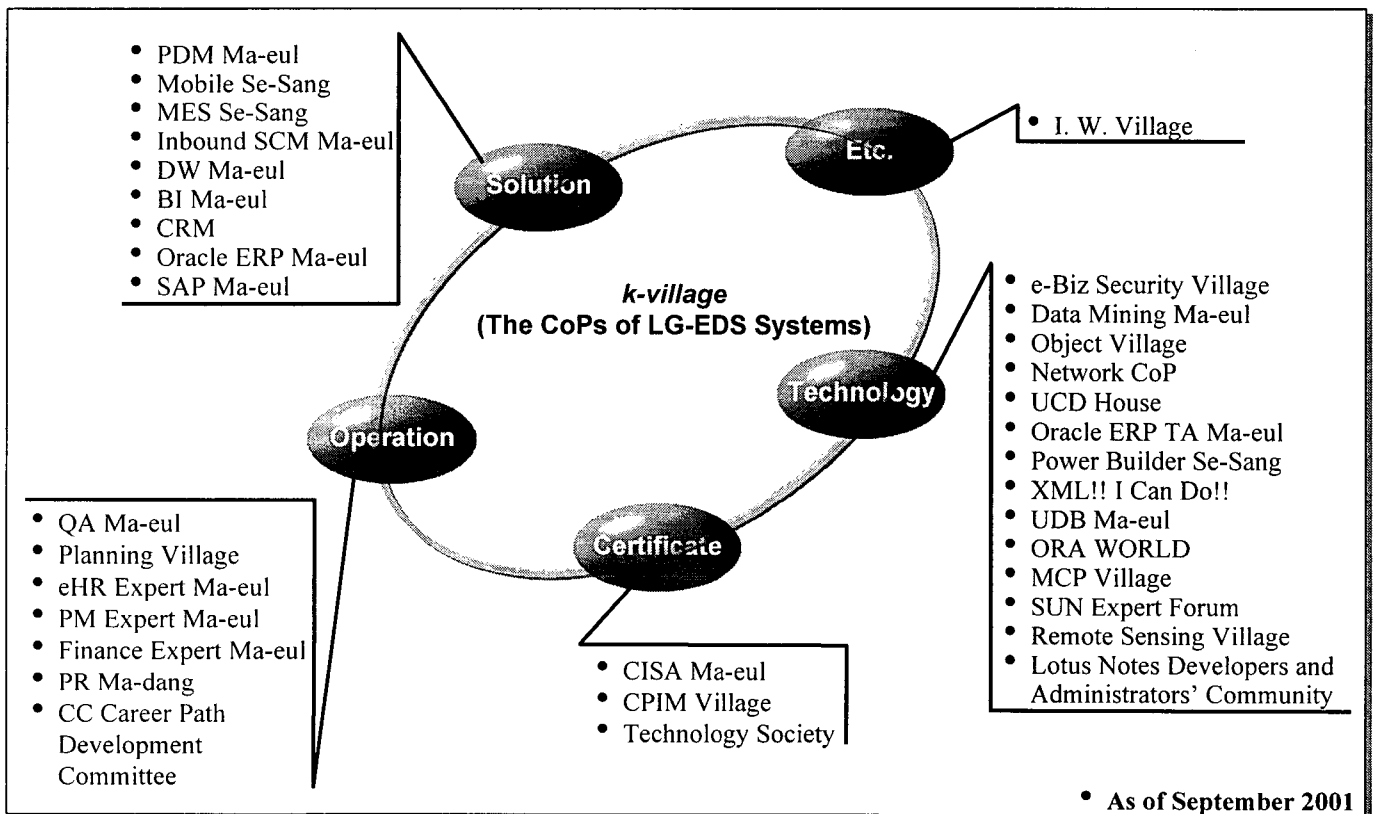 • PDM Ma-eul
• Mobile Se-Sang
• MES Se-Sang
• Inbound SCM Ma-eul
• DW Ma-eul
• BI Ma-eul
• CRM
• Oracle ERP Ma-eul
• SAP Ma-eul
Solution
Etc.
• I. W. Village
k-village
(The CoPs of LG-EDS Systems)
Technology
• e-Biz Security Village
• Data Mining Ma-eul
• Object Village
• Network CoP
• UCD House
• Oracle ERP TA Ma-eul
• Power Builder Se-Sang
• XML!! I Can Do!!
• UDB Ma-eul
• ORA WORLD
• MCP Village
• SUN Expert Forum
• Remote Sensing Village
• Lotus Notes Developers and
Administrators' Community
Operation
• QA Ma-eul
• Planning Village
• eHR Expert Ma-eul
• PM Expert Ma-eul
• Finance Expert Ma-eul
• PR Ma-dang
• CC Career Path
Development
Committee
Certificate
• CISA Ma-eul
• CPIM Village
• Technology Society
• As of September 2001